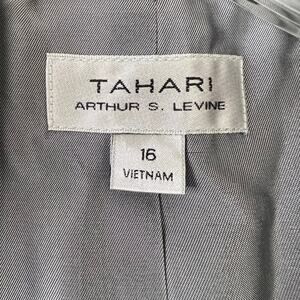 TAHARI
ARTHUR S. LEVINE
16
VIETNAM